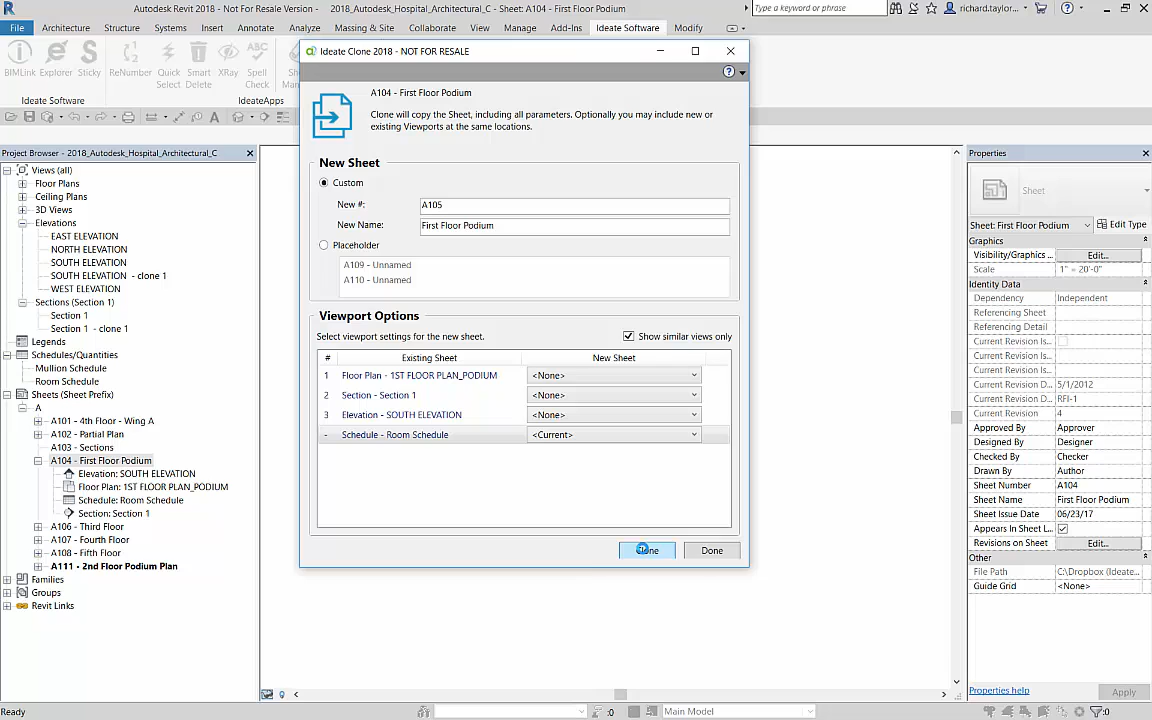 Autodesk Revit 2018 - Not For Resale Version - 2018_Autodesk_Hospital_Architectural_C - Sheet: A104 - First Floor Podium
Type a keyword or phrase
richard.taylor...
File Architecture Structure Systems Insert Annotate Analyze Massing & Site Collaborate View Manage Add-Ins Ideate Software Modify
BIMLink Explorer Sticky ReNumber Quick Select Smart Delete XRay Spell Check
Ideate Software IdeateApps
Ideate Clone 2018 - NOT FOR RESALE
A104 - First Floor Podium
Clone will copy the Sheet, including all parameters. Optionally you may include new or
existing Viewports at the same locations.
New Sheet
Custom
New #: A105
New Name: First Floor Podium
Placeholder
A109 - Unnamed
A110 - Unnamed
Viewport Options
Select viewport settings for the new sheet.
Show similar views only
# Existing Sheet New Sheet
1 Floor Plan - 1ST FLOOR PLAN_PODIUM <None>
2 Section - Section 1 <None>
3 Elevation - SOUTH ELEVATION <None>
- Schedule - Room Schedule <Current>
Done
Project Browser - 2018_Autodesk_Hospital_Architectural_C
Views (all)
Floor Plans
Ceiling Plans
3D Views
Elevations
EAST ELEVATION
NORTH ELEVATION
SOUTH ELEVATION
SOUTH ELEVATION - clone 1
WEST ELEVATION
Sections (Section 1)
Section 1
Section 1 - clone 1
Legends
Schedules/Quantities
Mullion Schedule
Room Schedule
Sheets (Sheet Prefix)
A
A101 - 4th Floor - Wing A
A102 - Partial Plan
A103 - Sections
A104 - First Floor Podium
Elevation: SOUTH ELEVATION
Floor Plan: 1ST FLOOR PLAN_PODIUM
Schedule: Room Schedule
Section: Section 1
A106 - Third Floor
A107 - Fourth Floor
A108 - Fifth Floor
A111 - 2nd Floor Podium Plan
Families
Groups
Revit Links
Properties
Sheet
Sheet: First Floor Podium Edit Type
Graphics
Visibility/Graphics ... Edit...
Scale 1" = 20'-0"
Identity Data
Dependency Independent
Referencing Sheet
Referencing Detail
Current Revision Is...
Current Revision Is...
Current Revision Is...
Current Revision D... 5/1/2012
Current Revision D... RFI-1
Current Revision 4
Approved By Approver
Designed By Designer
Checked By Checker
Drawn By Author
Sheet Number A104
Sheet Name First Floor Podium
Sheet Issue Date 06/23/17
Appears In Sheet L...
Revisions on Sheet Edit...
Other
File Path C:\Dropbox (Ideate...
Guide Grid <None>
Properties help Apply
Ready :0 Main Model :0